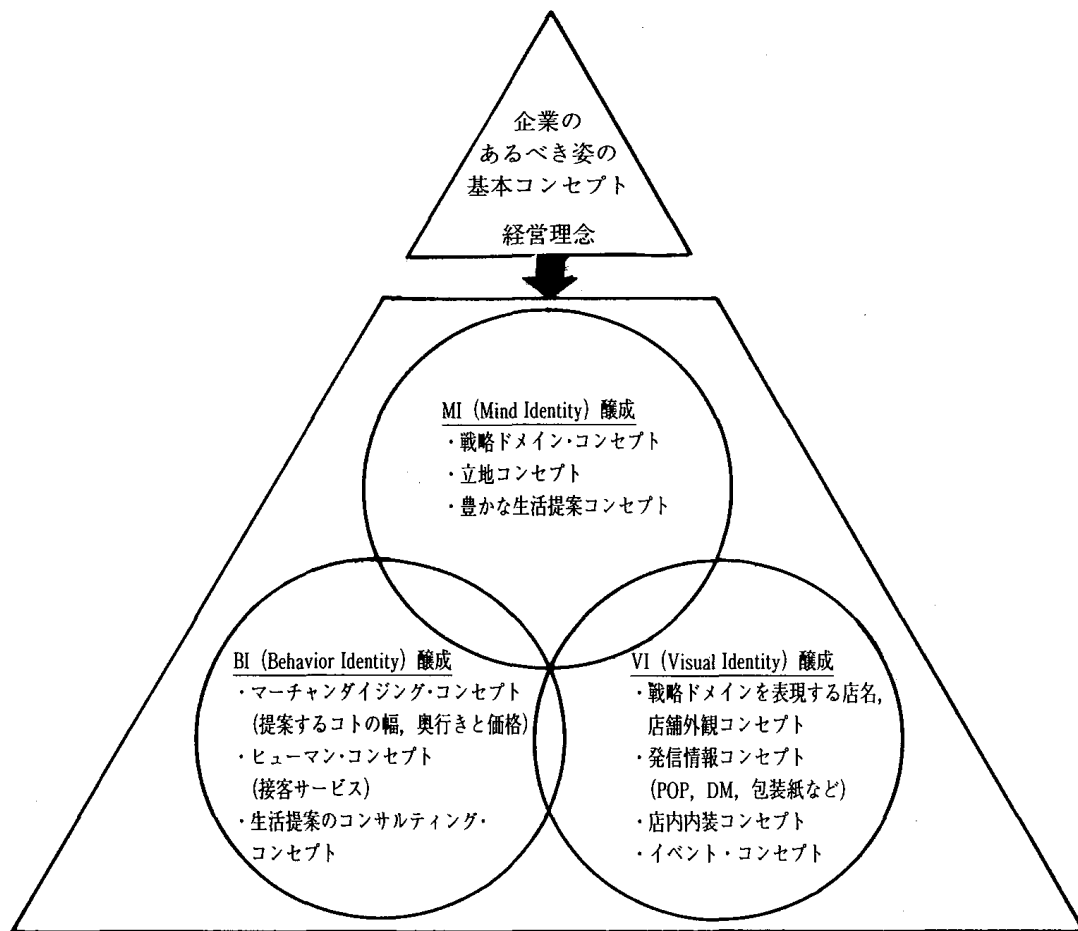 企業の
あるべき姿の
基本コンセプト
経営理念
MI (Mind Identity) 醸成
・戦略ドメイン・コンセプト
・立地コンセプト
・豊かな生活提案コンセプト
BI (Behavior Identity) 醸成
・マーチャンダイジング・コンセプト
(提案するコトの幅, 奥行きと価格)
・ヒューマン・コンセプト
(接客サービス)
・生活提案のコンサルティング・
コンセプト
VI (Visual Identity) 醸成
・戦略ドメインを表現する店名,
店舗外観コンセプト
・発信情報コンセプト
(POP, DM, 包装紙など)
・店内内装コンセプト
・イベント・コンセプト